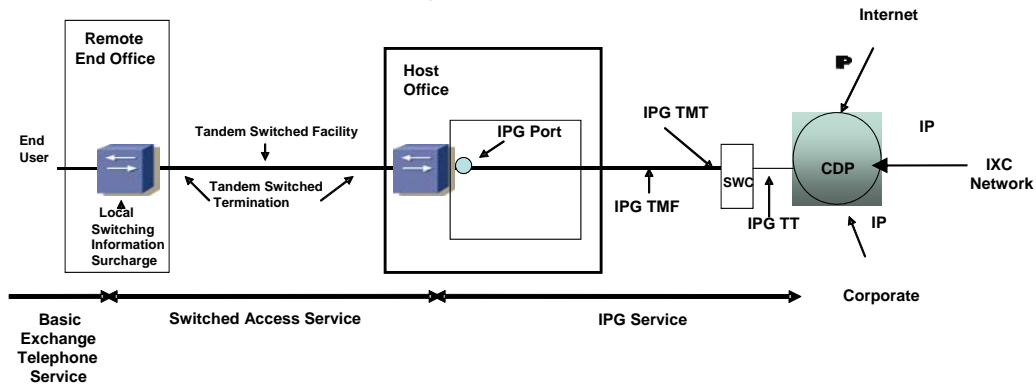 Internet
Remote
End Office
Host
Office
IP
IPG TMT
IPG Port
Tandem Switched Facility
End
User
IP
CDP
IXC
Network
SWC
Tandem Switched
Termination
IPG TMF
IPG TT
IP
Local
Switching
Information
Surcharge
Corporate
Basic
Exchange
Telephone
Service
Switched Access Service
IPG Service